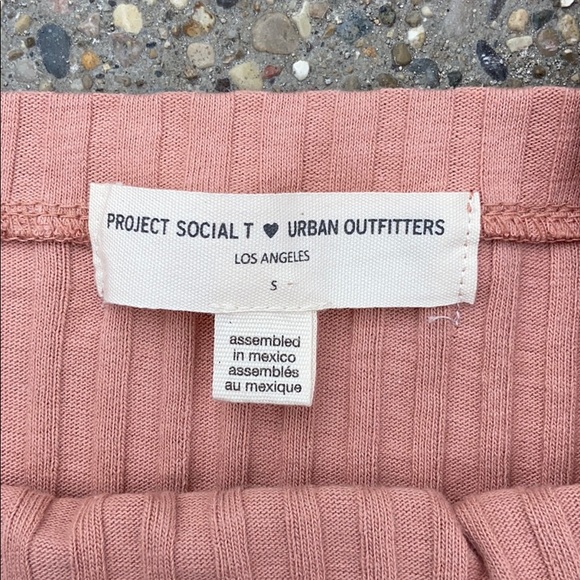 PROJECT SOCIAL T ♥ URBAN OUTFITTERS
LOS ANGELES
S
assembled
in mexico
assemblés
au mexique